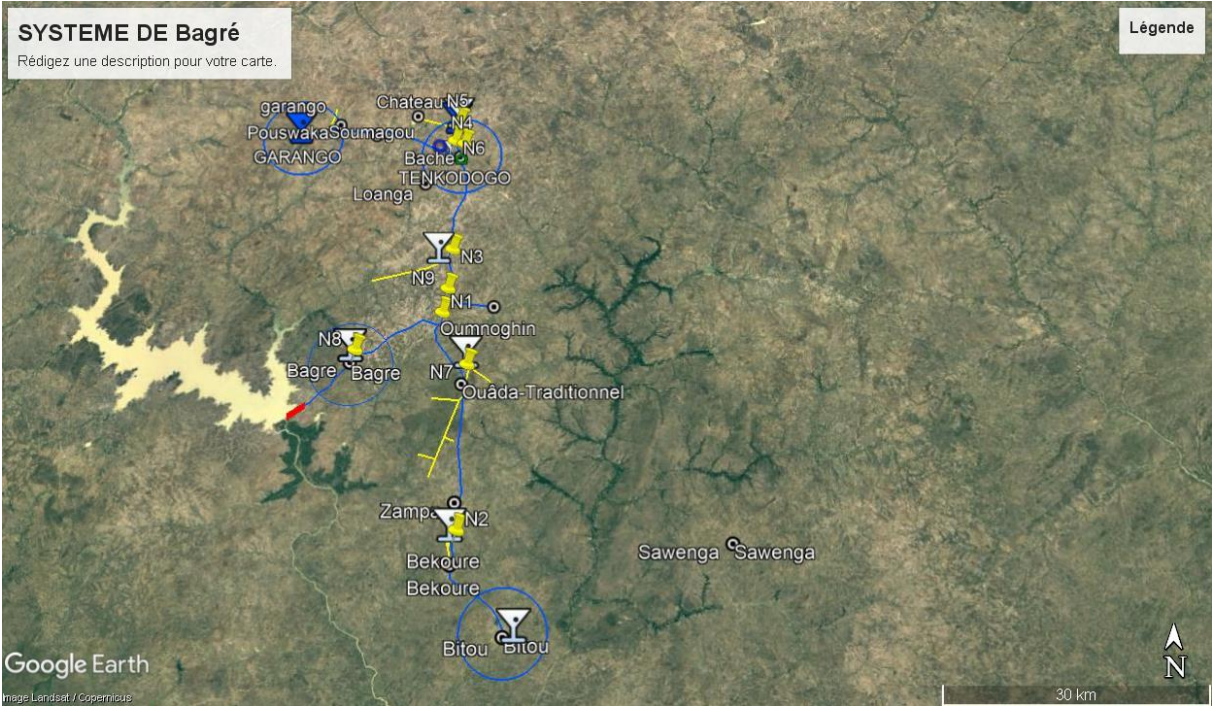 SYSTEME DE Bagré
Rédigez une description pour votre carte.
Légende
garango
Chateau
N5
Pouswaka
Soumagou
N4
GARANGO
Bache
N6
TENKODOGO
Loanga
N3
N9
N1
Oumnoghin
N8
Bagre
Bagre
N7
Ouâda-Traditionnel
N2
Sawenga
Sawenga
Bekoure
Bekoure
Bitou
Bitou
Google Earth
N
Image Landsat / Copernicus
30 km